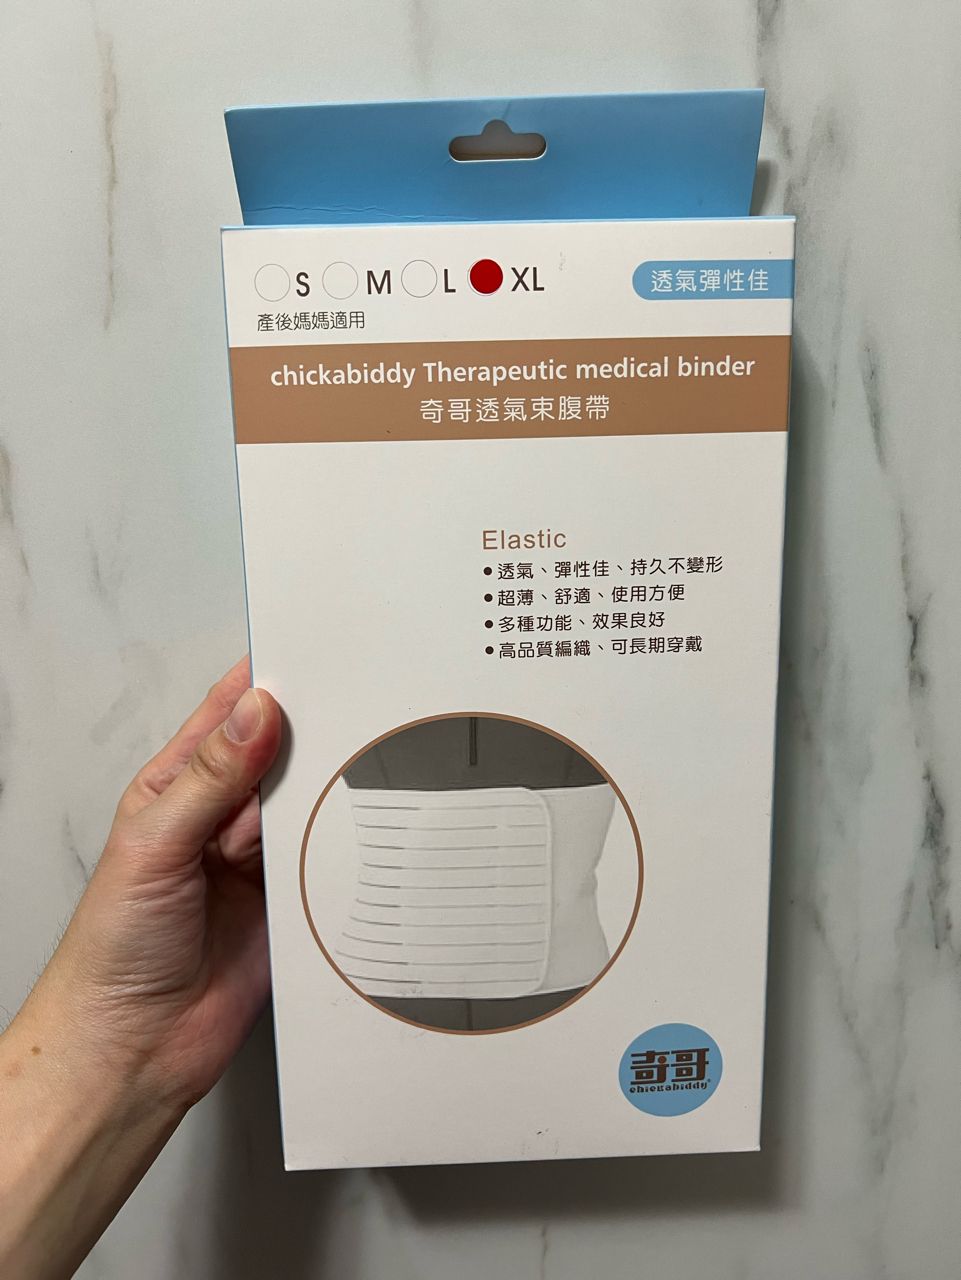 S M L XL
透氣彈性佳
產後媽媽適用
chickabiddy Therapeutic medical binder
奇哥透氣束腹帶
Elastic
●透氣、彈性佳、持久不變形
●超薄、舒適、使用方便
●多種功能、效果良好
●高品質編織、可長期穿戴
奇哥
chickabiddy®